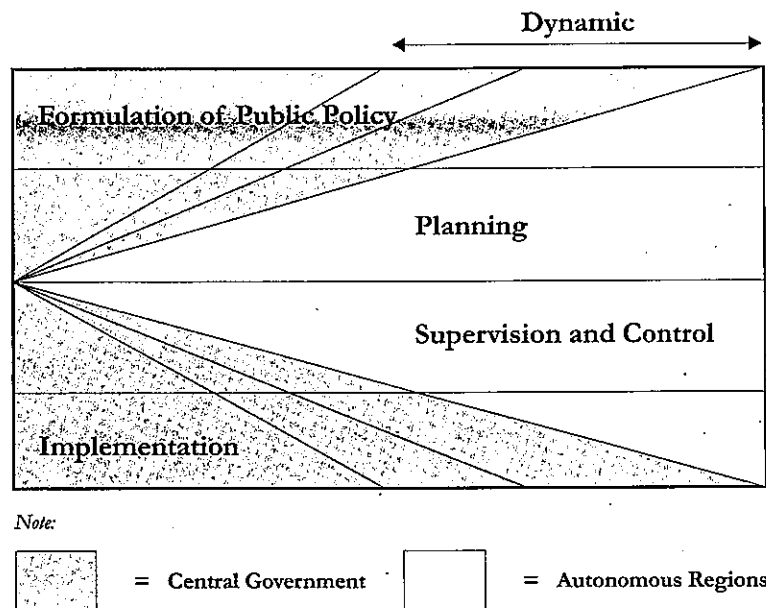 Dynamic
Formulation of Public Policy
Planning
Supervision and Control
Implementation
Note:
= Central Government
= Autonomous Regions